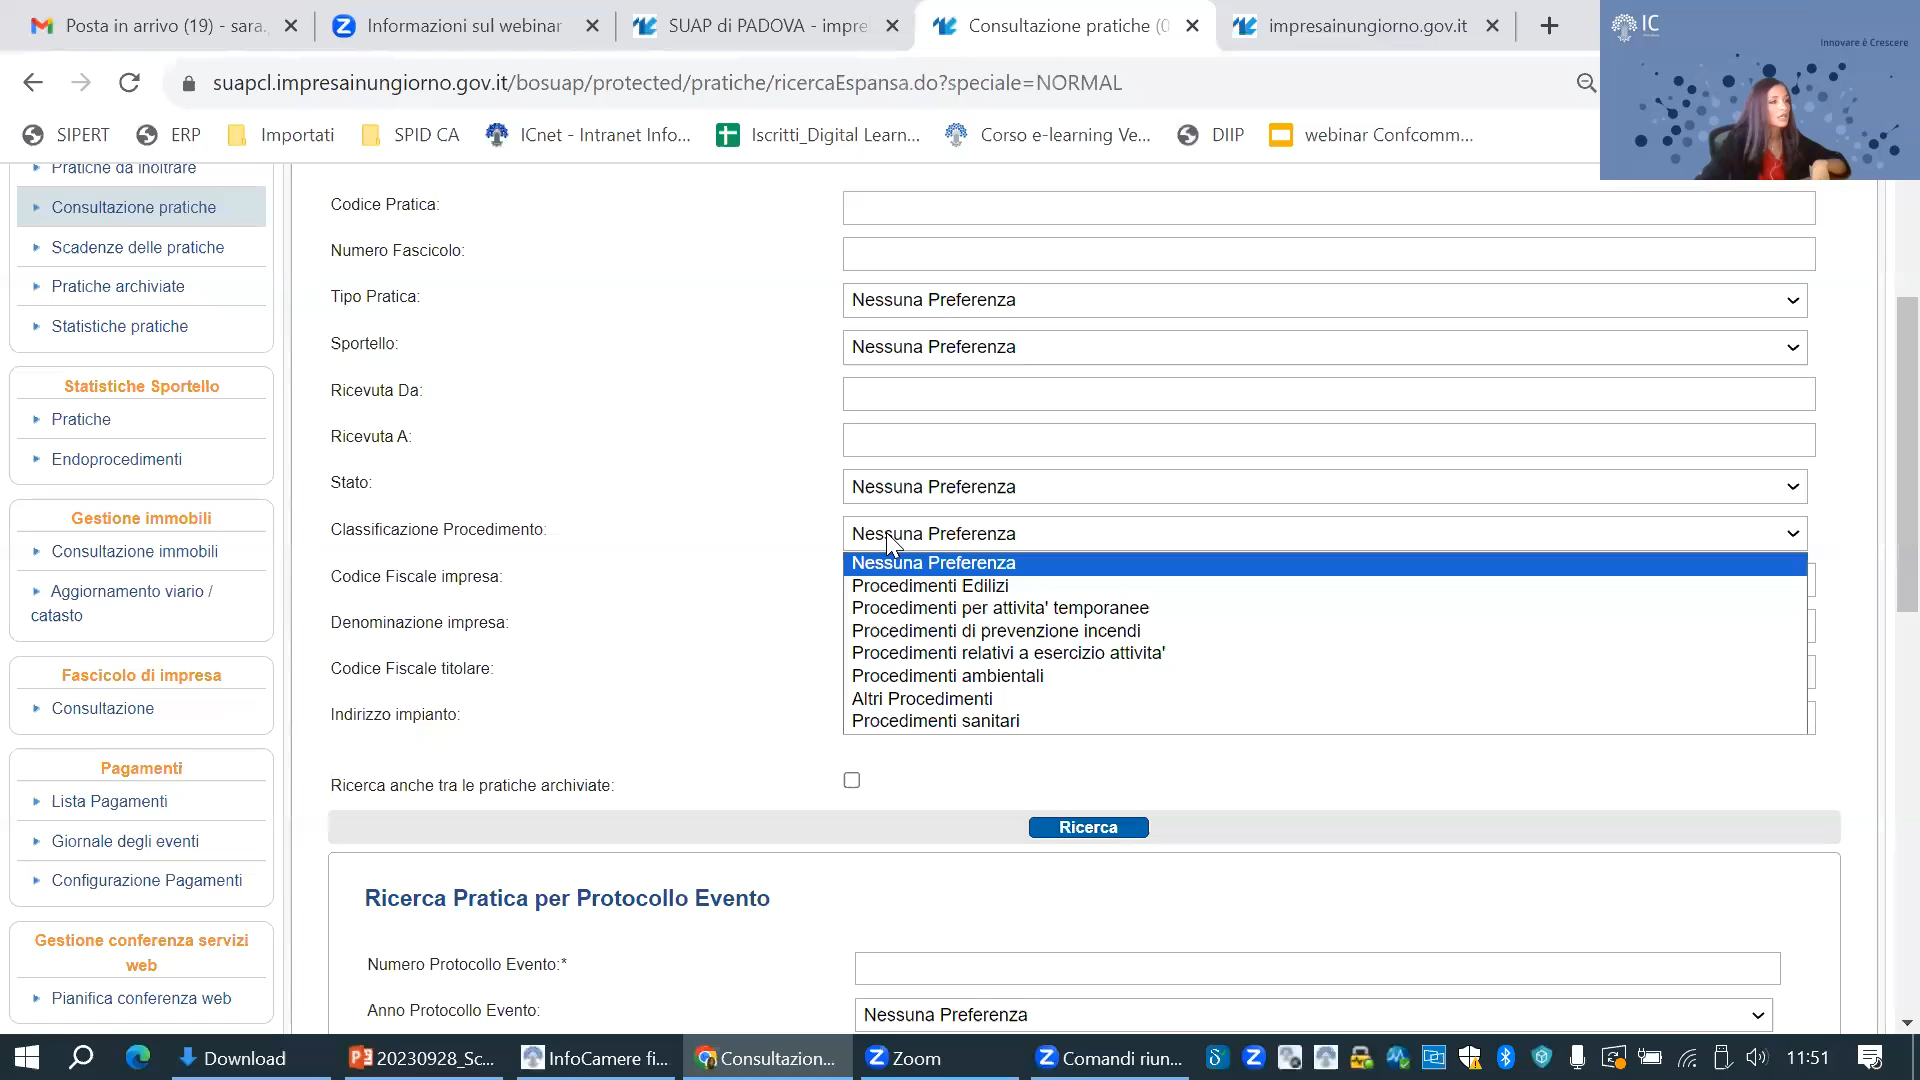 Posta in arrivo (19) - sara.
Informazioni sul webinar
SUAP di PADOVA - impre
Consultazione pratiche (0
impresainungiorno.gov.it
IC
Innovare è Crescere
suapcl.impresainungiorno.gov.it/bosuap/protected/pratiche/ricercaEspansa.do?speciale=NORMAL
SIPERT
ERP
Importati
SPID CA
ICnet - Intranet Info...
Iscritti_Digital Learn...
Corso e-learning Ve...
DIIP
webinar Confcomm...
Pratiche da inoltrare
Consultazione pratiche
Scadenze delle pratiche
Pratiche archiviate
Statistiche pratiche
Statistiche Sportello
Pratiche
Endoprocedimenti
Gestione immobili
Consultazione immobili
Aggiornamento viario /
catasto
Fascicolo di impresa
Consultazione
Pagamenti
Lista Pagamenti
Giornale degli eventi
Configurazione Pagamenti
Gestione conferenza servizi
web
Pianifica conferenza web
Codice Pratica:
Numero Fascicolo:
Tipo Pratica:
Nessuna Preferenza
Sportello:
Nessuna Preferenza
Ricevuta Da:
Ricevuta A:
Stato:
Nessuna Preferenza
Classificazione Procedimento:
Nessuna Preferenza
Nessuna Preferenza
Procedimenti Edilizi
Procedimenti per attivita' temporanee
Procedimenti di prevenzione incendi
Procedimenti relativi a esercizio attivita'
Procedimenti ambientali
Altri Procedimenti
Procedimenti sanitari
Codice Fiscale impresa:
Denominazione impresa:
Codice Fiscale titolare:
Indirizzo impianto:
Ricerca anche tra le pratiche archiviate:
Ricerca
Ricerca Pratica per Protocollo Evento
Numero Protocollo Evento:*
Anno Protocollo Evento:
Nessuna Preferenza
Download
20230928_Sc...
InfoCamere fi...
Consultazion...
Zoom
Comandi riun...
11:51